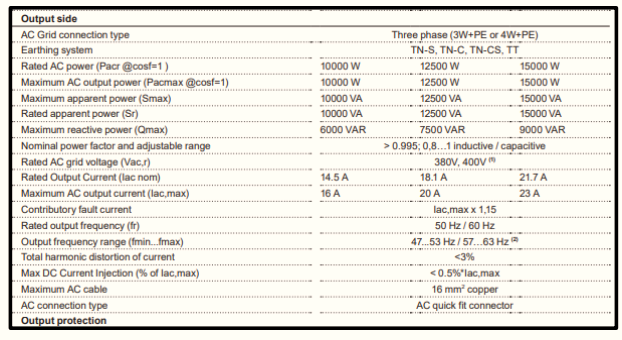 Output side
AC Grid connection type Three phase (3W+PE or 4W+PE)
Earthing system TN-S, TN-C, TN-CS, TT
Rated AC power (Pacr @cosf=1 ) 10000 W 12500 W 15000 W
Maximum AC output power (Pacmax @cosf=1) 10000 W 12500 W 15000 W
Maximum apparent power (Smax) 10000 VA 12500 VA 15000 VA
Rated apparent power (Sr) 10000 VA 12500 VA 15000 VA
Maximum reactive power (Qmax) 6000 VAR 7500 VAR 9000 VAR
Nominal power factor and adjustable range > 0.995; 0,8…1 inductive / capacitive
Rated AC grid voltage (Vac,r) 380V, 400V (1)
Rated Output Current (Iac nom) 14.5 A 18.1 A 21.7 A
Maximum AC output current (Iac,max) 16 A 20 A 23 A
Contributory fault current Iac,max x 1,15
Rated output frequency (fr) 50 Hz / 60 Hz
Output frequency range (fmin...fmax) 47...53 Hz / 57…63 Hz (2)
Total harmonic distortion of current <3%
Max DC Current Injection (% of Iac,max) < 0.5%*Iac,max
Maximum AC cable 16 mm² copper
AC connection type AC quick fit connector
Output protection